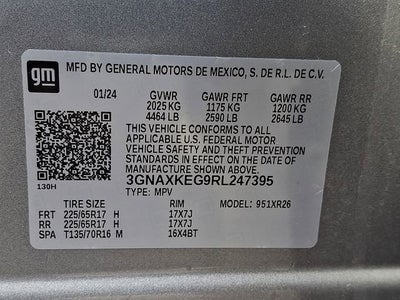 gm
MFD BY GENERAL MOTORS DE MEXICO, S. DE R.L. DE C.V.
01/24 GVWR GAWR FRT GAWR RR
2025 KG 1175 KG 1200 KG
4464 LB 2590 LB 2645 LB
THIS VEHICLE CONFORMS TO ALL
APPLICABLE U.S. FEDERAL MOTOR
VEHICLE SAFETY AND THEFT PREVENTION
STANDARDS IN EFFECT ON THE DATE OF
MANUFACTURE SHOWN ABOVE.
130H 3GNAXKEG9RL247395
TYPE: MPV MODEL: 951XR26
TIRE SIZE RIM
FRT 225/65R17 H 17X7J
RR 225/65R17 H 17X7J
SPA T135/70R16 M 16X4BT